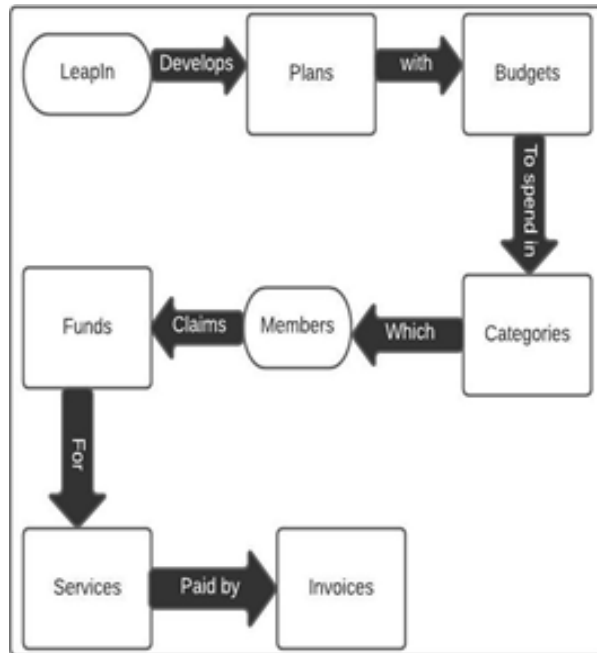 LeapIn
Develops
Plans
with
Budgets
To spend in
Categories
Which
Members
Claims
Funds
For
Services
Paid by
Invoices